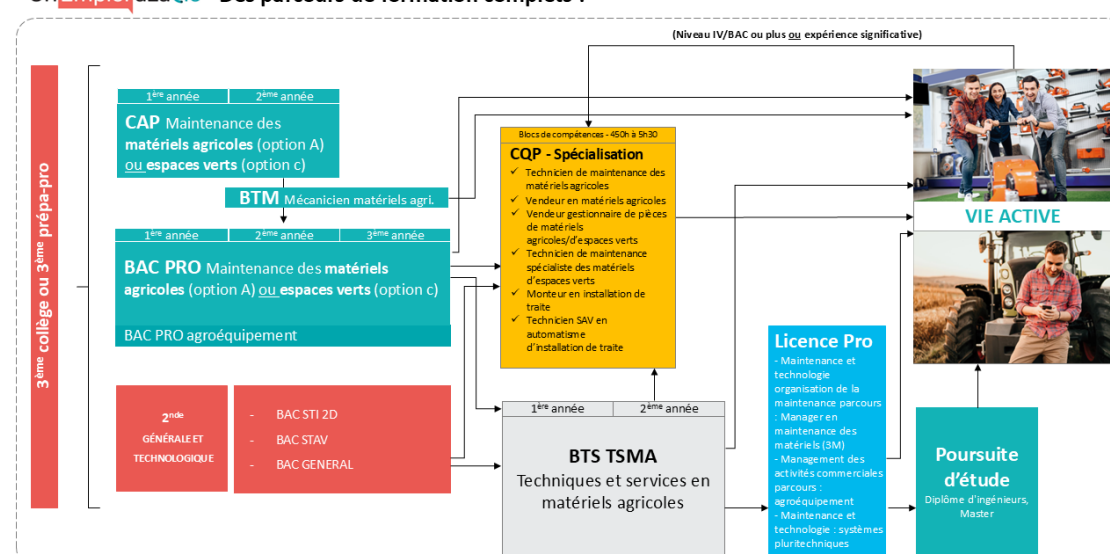 Des parcours de formation complets :
(Niveau IV/BAC ou plus ou expérience significative)
3ème collège ou 3ème prépa-pro
1ère année 2ème année
CAP Maintenance des
matériels agricoles (option A)
ou espaces verts (option c)
BTM Mécanicien matériels agri.
1ère année 2ème année 3ème année
BAC PRO Maintenance des matériels
agricoles (option A) ou espaces verts (option c)
BAC PRO agroéquipement
2nde
GÉNÉRALE ET
TECHNOLOGIQUE
- BAC STI 2D
- BAC STAV
- BAC GENERAL
Blocs de compétences - 450h à 5h30
CQP - Spécialisation
✓ Technicien de maintenance des
matériels agricoles
✓ Vendeur en matériels agricoles
✓ Vendeur gestionnaire de pièces
de matériels
agricoles/d'espaces verts
✓ Technicien de maintenance
spécialiste des matériels
d'espaces verts
✓ Monteur en installation de
traite
✓ Technicien SAV en
automatisme
d'installation de traite
1ère année 2ème année
BTS TSMA
Techniques et services en
matériels agricoles
Licence Pro
- Maintenance et
technologie
organisation de la
maintenance parcours
: Manager en
maintenance des
matériels (3M)
- Management des
activités commerciales
parcours :
agroéquipement
- Maintenance et
technologie : systèmes
pluritechniques
VIE ACTIVE
Poursuite
d'étude
Diplôme d'ingénieurs,
Master